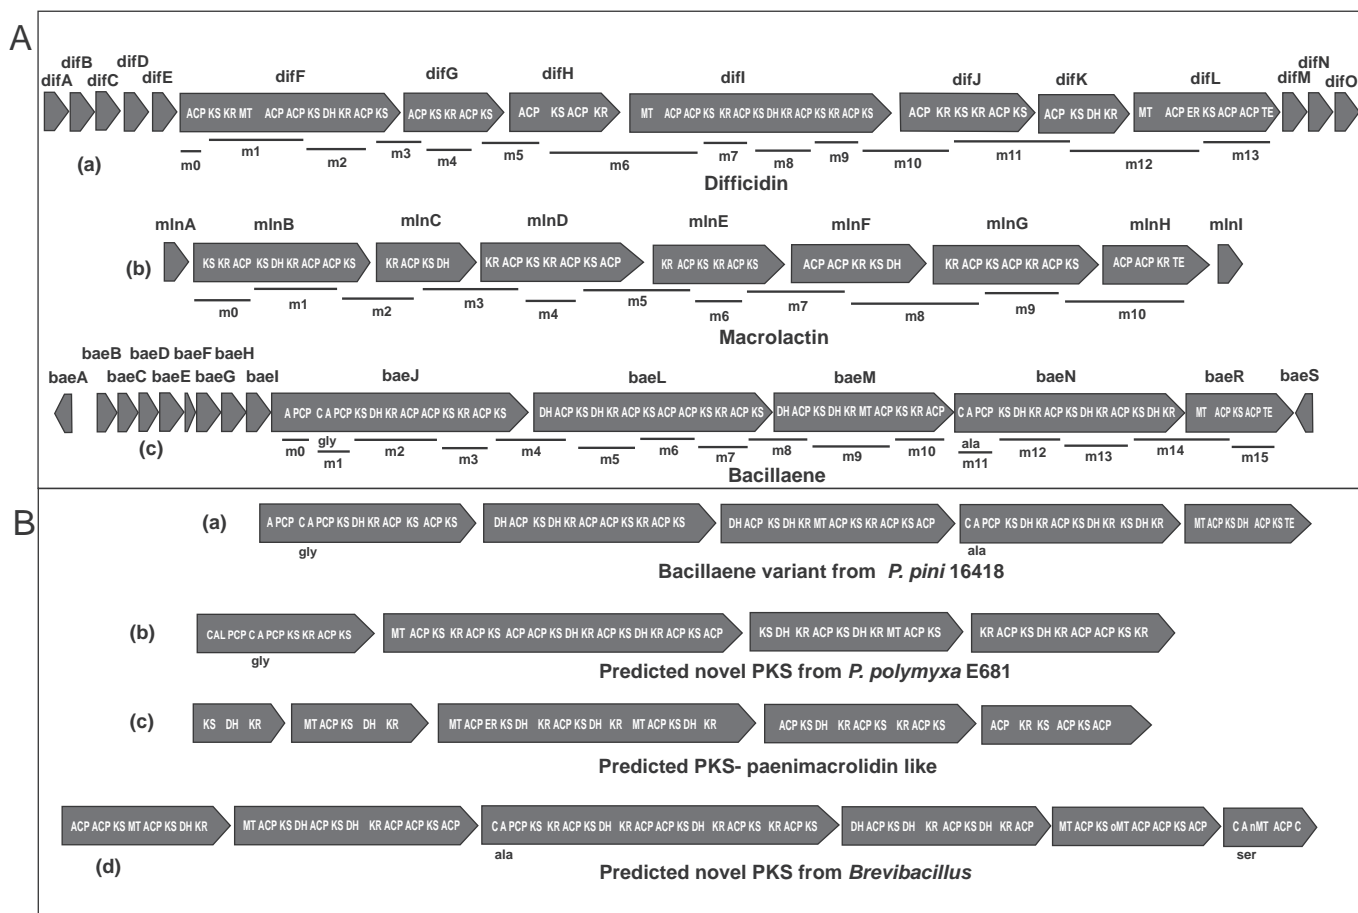 A
difA difB difC difD difE difF difG difH difI difJ difK difL difM difN difO
ACP KS KR MT ACP ACP KS DH KR ACP KS
ACP KS KR ACP KS
ACP KS ACP KR
MT ACP ACP KS KR ACP KS DH KR ACP KS KR ACP KS
ACP KR KS KR ACP KS
ACP KS DH KR
MT ACP ER KS ACP ACP TE
(a)
m0 m1 m2 m3 m4 m5 m6 m7 m8 m9 m10 m11 m12 m13
Difficidin
mlnA mlnB mlnC mlnD mlnE mlnF mlnG mlnH mlnI
(b)
KS KR ACP KS DH KR ACP ACP KS
KR ACP KS DH
KR ACP KS KR ACP KS ACP
KR ACP KS KR ACP KS
ACP ACP KR KS DH
KR ACP KS ACP KR ACP KS
ACP ACP KR TE
m0 m1 m2 m3 m4 m5 m6 m7 m8 m9 m10
Macrolactin
baeA baeB baeC baeD baeE baeF baeG baeH baeI baeJ baeL baeM baeN baeR baeS
A PCP C A PCP KS DH KR ACP ACP KS KR ACP KS
DH ACP KS DH KR ACP KS ACP ACP KS KR ACP KS
DH ACP KS DH KR MT ACP KS KR ACP
C A PCP KS DH KR ACP KS DH KR ACP KS DH KR
MT ACP KS ACP TE
(c)
gly
ala
m0 m1 m2 m3 m4 m5 m6 m7 m8 m9 m10 m11 m12 m13 m14 m15
Bacillaene
B
(a)
A PCP C A PCP KS DH KR ACP KS ACP KS
DH ACP KS DH KR ACP ACP KS KR ACP KS
DH ACP KS DH KR MT ACP KS KR ACP KS ACP
C A PCP KS DH KR ACP KS DH KR KS DH KR
MT ACP KS DH ACP KS TE
gly
ala
Bacillaene variant from P. pini 16418
(b)
CAL PCP C A PCP KS KR ACP KS
MT ACP KS KR ACP KS ACP ACP KS DH KR ACP KS DH KR ACP KS ACP
KS DH KR ACP KS DH KR MT ACP KS
KR ACP KS DH KR ACP ACP KS KR
gly
Predicted novel PKS from P. polymyxa E681
(c)
KS DH KR
MT ACP KS DH KR
MT ACP ER KS DH KR ACP KS DH KR MT ACP KS DH KR
ACP KS DH KR ACP KS KR ACP KS
ACP KR KS ACP KS ACP
Predicted PKS- paenimacrolidin like
ACP ACP KS MT ACP KS DH KR
MT ACP KS DH ACP KS DH KR ACP ACP KS ACP
C A PCP KS KR ACP KS DH KR ACP ACP KS DH KR ACP KS KR ACP KS
DH ACP KS DH KR ACP KS DH KR ACP
MT ACP KS oMT ACP ACP KS ACP
C A nMT ACP C
(d)
ala
ser
Predicted novel PKS from Brevibacillus